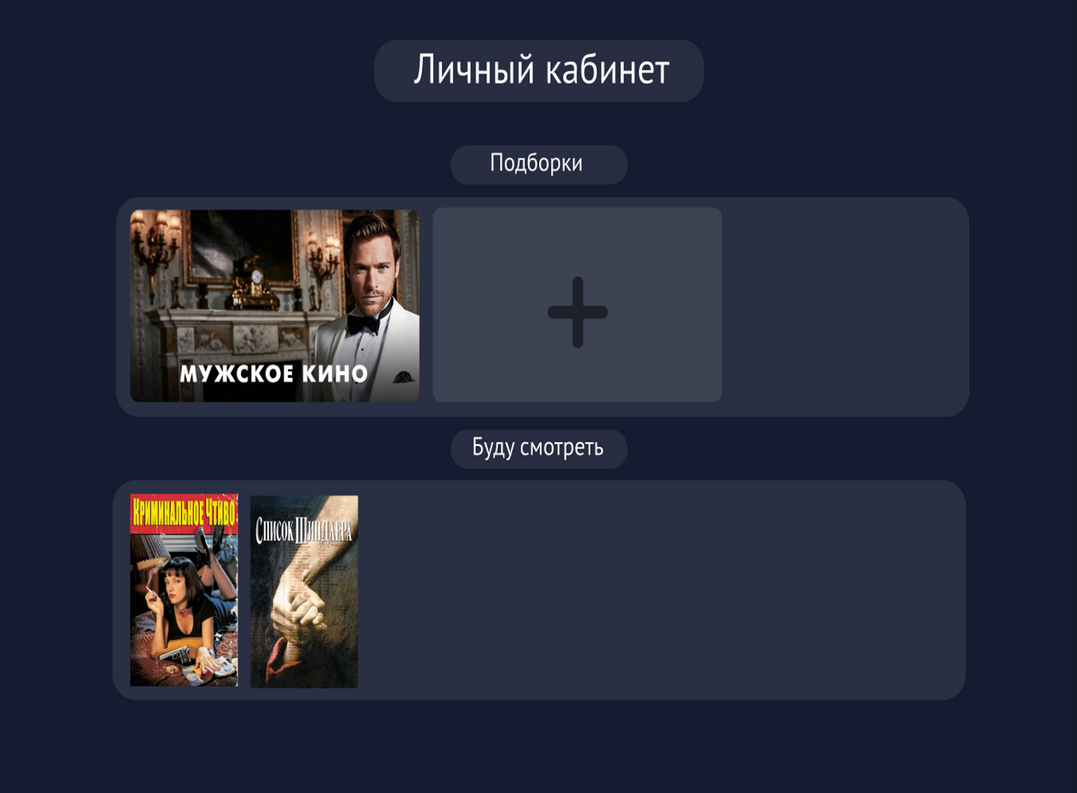 Личный кабинет
Подборки
МУЖСКОЕ КИНО
Буду смотреть
Криминальное Чтиво
Список Шиндлера